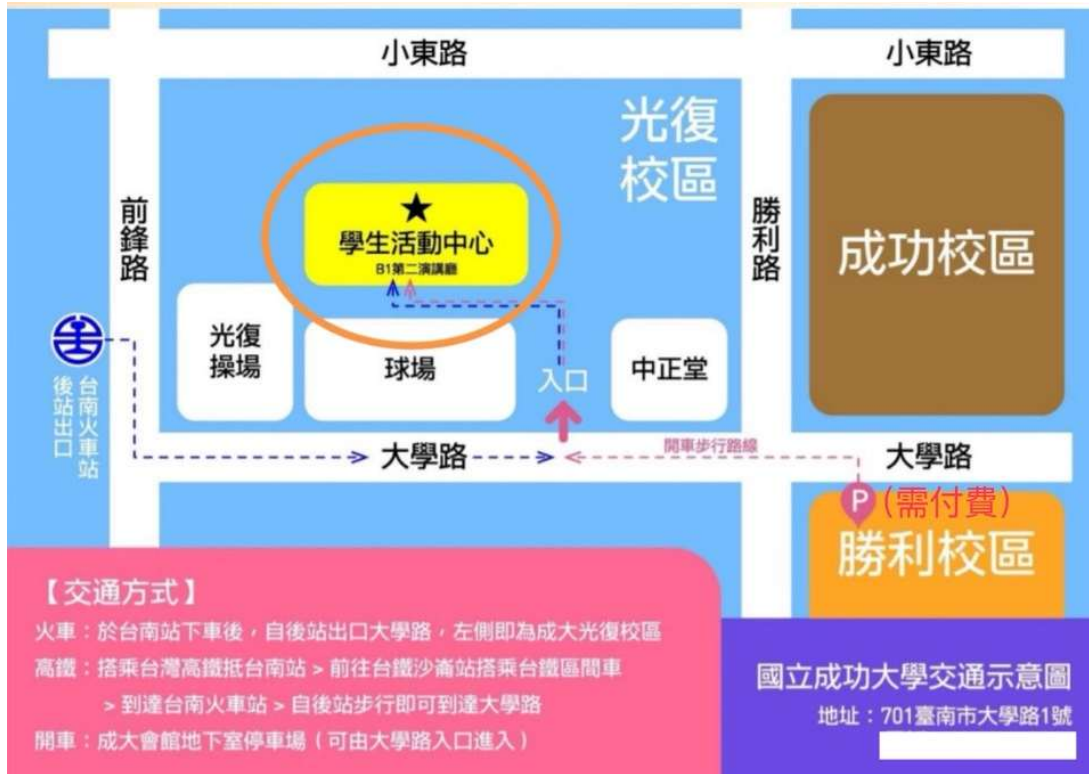 小東路
小東路
光復
校區
前鋒路
★
學生活動中心
B1第二演講廳
勝利路
成功校區
台南火車站
後站出口
光復
操場
球場
入口
中正堂
大學路
開車步行路線
大學路
P (需付費)
勝利校區
【交通方式】
火車：於台南站下車後，自後站出口大學路，左側即為成大光復校區
高鐵：搭乘台灣高鐵抵台南站 > 前往台鐵沙崙站搭乘台鐵區間車
> 到達台南火車站 > 自後站步行即可到達大學路
開車：成大會館地下室停車場（可由大學路入口進入）
國立成功大學交通示意圖
地址：701臺南市大學路1號